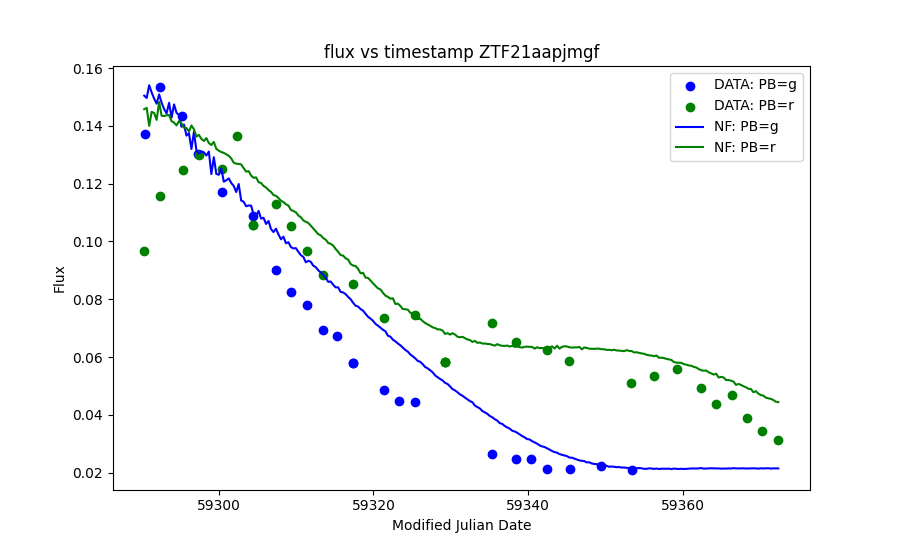 flux vs timestamp ZTF21aapjmgf
DATA: PB=g
DATA: PB=r
NF: PB=g
NF: PB=r
Flux
0.16
0.14
0.12
0.10
0.08
0.06
0.04
0.02
59300
59320
59340
59360
Modified Julian Date